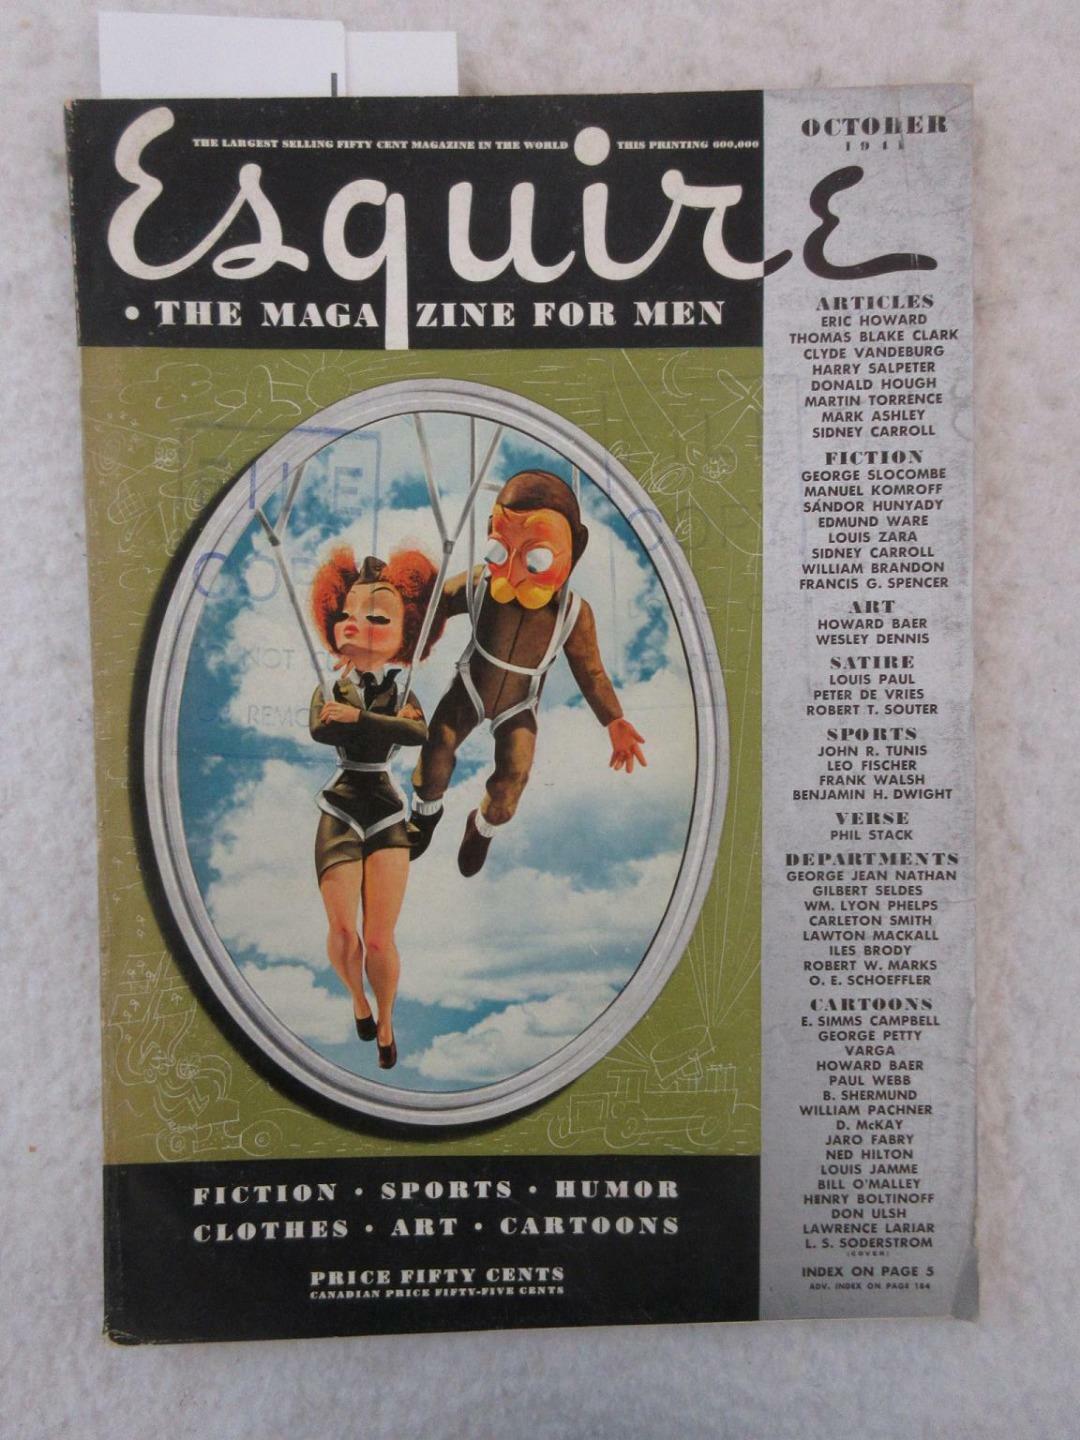 THE LARGEST SELLING FIFTY CENT MAGAZINE IN THE WORLD THIS PRINTING 600,000
Esquire
• THE MAGAZINE FOR MEN
FILE
COPY
NOT
REMO
FICTION • SPORTS • HUMOR
CLOTHES • ART • CARTOONS
PRICE FIFTY CENTS
CANADIAN PRICE FIFTY-FIVE CENTS
OCTOBER
1941
ARTICLES
ERIC HOWARD
THOMAS BLAKE CLARK
CLYDE VANDEBURG
HARRY SALPETER
DONALD HOUGH
MARTIN TORRENCE
MARK ASHLEY
SIDNEY CARROLL
FICTION
GEORGE SLOCOMBE
MANUEL KOMROFF
SÁNDOR HUNYADY
EDMUND WARE
LOUIS ZARA
SIDNEY CARROLL
WILLIAM BRANDON
FRANCIS G. SPENCER
ART
HOWARD BAER
WESLEY DENNIS
SATIRE
LOUIS PAUL
PETER DE VRIES
ROBERT T. SOUTER
SPORTS
JOHN R. TUNIS
LEO FISCHER
FRANK WALSH
BENJAMIN H. DWIGHT
VERSE
PHIL STACK
DEPARTMENTS
GEORGE JEAN NATHAN
GILBERT SELDES
WM. LYON PHELPS
CARLETON SMITH
LAWTON MACKALL
ILES BRODY
ROBERT W. MARKS
O. E. SCHOEFFLER
CARTOONS
E. SIMMS CAMPBELL
GEORGE PETTY
VARGA
HOWARD BAER
PAUL WEBB
B. SHERMUND
WILLIAM PACHNER
D. McKAY
JARO FABRY
NED HILTON
LOUIS JAMME
BILL O'MALLEY
HENRY BOLTINOFF
DON ULSH
LAWRENCE LARIAR
L. S. SODERSTROM
(COVER)
INDEX ON PAGE 5
ADV. INDEX ON PAGE 184